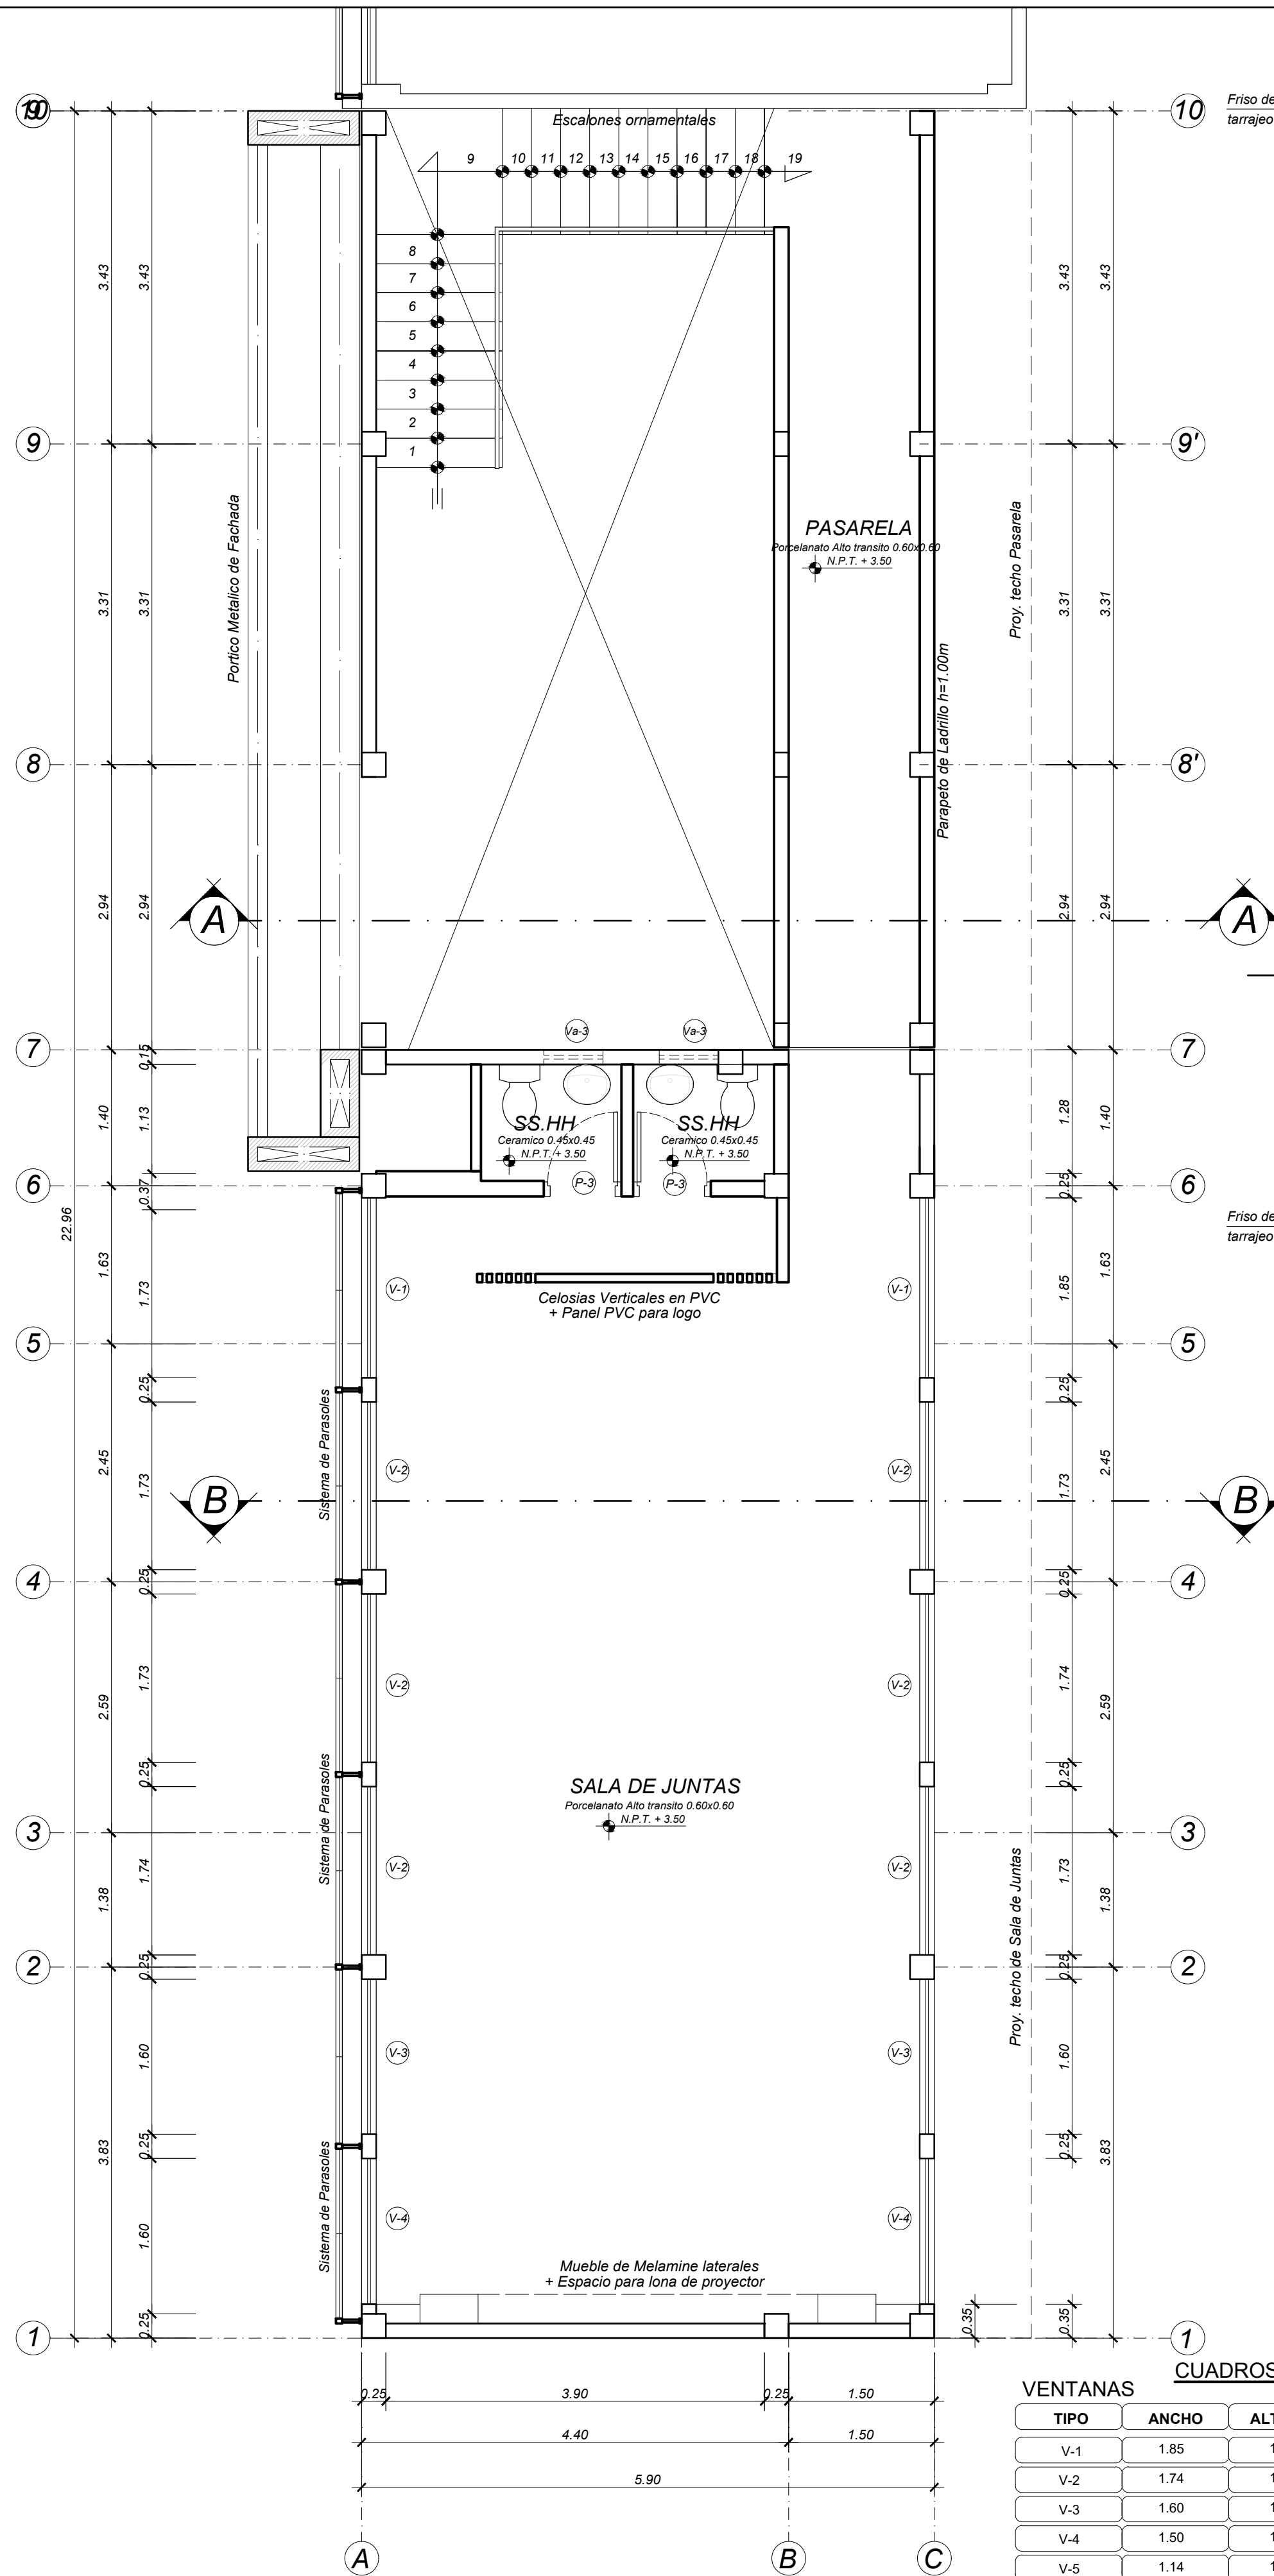 Escalones ornamentales
9 10 11 12 13 14 15 16 17 18 19
8
7
6
5
4
3
2
1
10
10
9
9'
8
8'
7
7
6
6
5
5
4
4
3
3
2
2
1
1
A
A
B
B
A
B
C
22.96
3.43
3.31
2.94
1.40
1.63
2.45
2.59
1.38
3.83
3.43
3.31
2.94
0.15
1.13
0.37
1.73
0.25
1.73
0.25
1.73
0.25
1.74
0.25
1.60
0.25
1.60
0.25
Portico Metalico de Fachada
Sistema de Parasoles
Sistema de Parasoles
Sistema de Parasoles
PASARELA
Porcelanato Alto transito 0.60x0.60
N.P.T. + 3.50
Parapeto de Ladrillo h=1.00m
Proy. techo Pasarela
Va-3
Va-3
SS.HH
Ceramico 0.45x0.45
N.P.T. + 3.50
SS.HH
Ceramico 0.45x0.45
N.P.T. + 3.50
P-3
P-3
Celosias Verticales en PVC
+ Panel PVC para logo
V-1
V-1
V-2
V-2
V-2
V-2
SALA DE JUNTAS
Porcelanato Alto transito 0.60x0.60
N.P.T. + 3.50
V-2
V-2
V-3
V-3
V-4
V-4
Proy. techo de Sala de Juntas
Mueble de Melamine laterales
+ Espacio para lona de proyector
3.43
3.31
2.94
1.28
0.25
1.85
0.25
1.73
0.25
1.74
1.73
0.25
1.60
0.25
0.35
0.35
3.43
3.31
2.94
1.40
1.63
2.45
2.59
1.38
3.83
0.25 3.90 0.25 1.50
4.40 1.50
5.90
Friso de
tarrajeo
Friso de
tarrajeo
CUADROS
VENTANAS
TIPO ANCHO
V-1 1.85
V-2 1.74
V-3 1.60
V-4 1.50
V-5 1.14